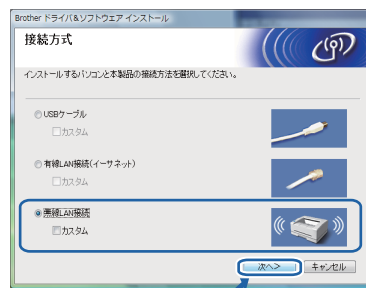 Brother ドライバ&ソフトウェア インストール
接続方式
インストールするパソコンと本製品の接続方法を選択してください。
USBケーブル
カスタム
有線LAN接続(イーサネット)
カスタム
無線LAN接続
カスタム
次へ>
キャンセル